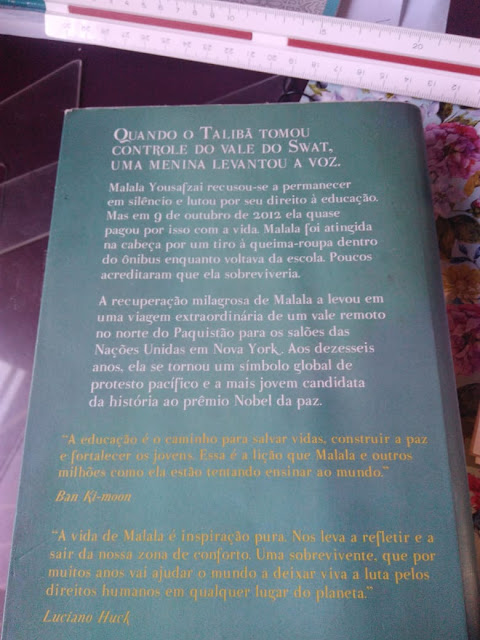 15
20
QUANDO O TALIBÃ TOMOU
CONTROLE DO VALE DO SWAT,
UMA MENINA LEVANTOU A VOZ.
Malala Yousafzai recusou-se a permanecer
em silêncio e lutou por seu direito à educação.
Mas em 9 de outubro de 2012 ela quase
pagou por isso com a vida. Malala foi atingida
na cabeça por um tiro à queima-roupa dentro
do ônibus enquanto voltava da escola. Poucos
acreditaram que ela sobreviveria.
A recuperação milagrosa de Malala a levou em
uma viagem extraordinária de um vale remoto
no norte do Paquistão para os salões das
Nações Unidas em Nova York. Aos dezesseis
anos, ela se tornou um símbolo global de
protesto pacífico e a mais jovem candidata
da história ao prêmio Nobel da paz.
"A educação é o caminho para salvar vidas, construir a paz
e fortalecer os jovens. Essa é a lição que Malala e outros
milhões como ela estão tentando ensinar ao mundo."
Ban Ki-moon
"A vida de Malala é inspiração pura. Nos leva a refletir e a
sair da nossa zona de conforto. Uma sobrevivente, que por
muitos anos vai ajudar o mundo a deixar viva a luta pelos
direitos humanos em qualquer lugar do planeta."
Luciano Huck